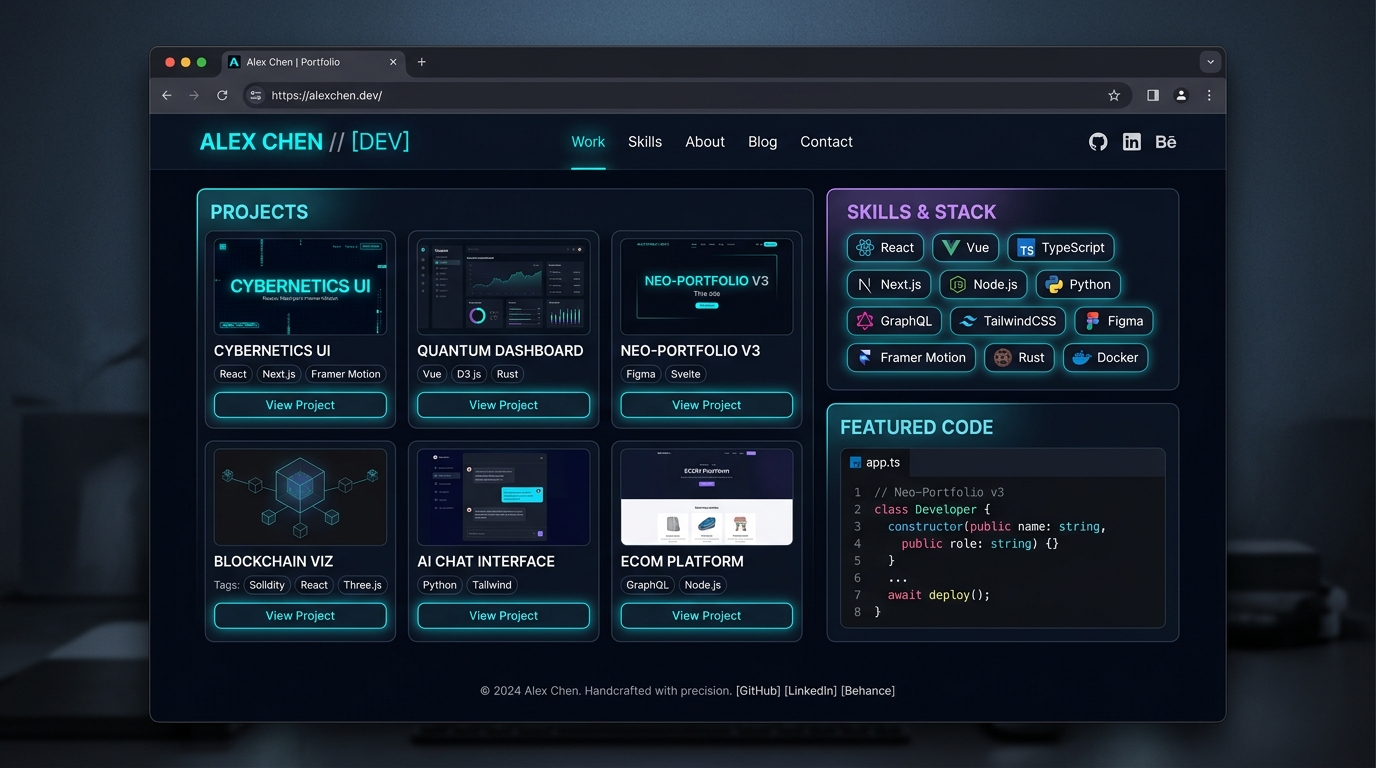 Alex Chen | Portfolio
https://alexchen.dev/
ALEX CHEN // [DEV]
Work Skills About Blog Contact
in Bē
PROJECTS
CYBERNETICS UI
CYBERNETICS UI
React Next.js Framer Motion
View Project
QUANTUM DASHBOARD
Vue D3 js Rust
View Project
NEO-PORTFOLIO V3
NEO-PORTFOLIO V3
Figma Svelte
View Project
BLOCKCHAIN VIZ
Tags: Solidity React Three.js
View Project
AI CHAT INTERFACE
Python Tailwind
View Project
ECOM PLATFORM
GraphQL Node.js
View Project
SKILLS & STACK
React Vue TS TypeScript
Next.js Node.js Python
GraphQL TailwindCSS Figma
Framer Motion Rust Docker
FEATURED CODE
app.ts
1 // Neo-Portfolio v3
2 class Developer {
3 constructor(public name: string,
4 public role: string) {}
5 }
6 ...
7 await deploy();
8 }
© 2024 Alex Chen. Handcrafted with precision. [GitHub] [LinkedIn] [Behance]